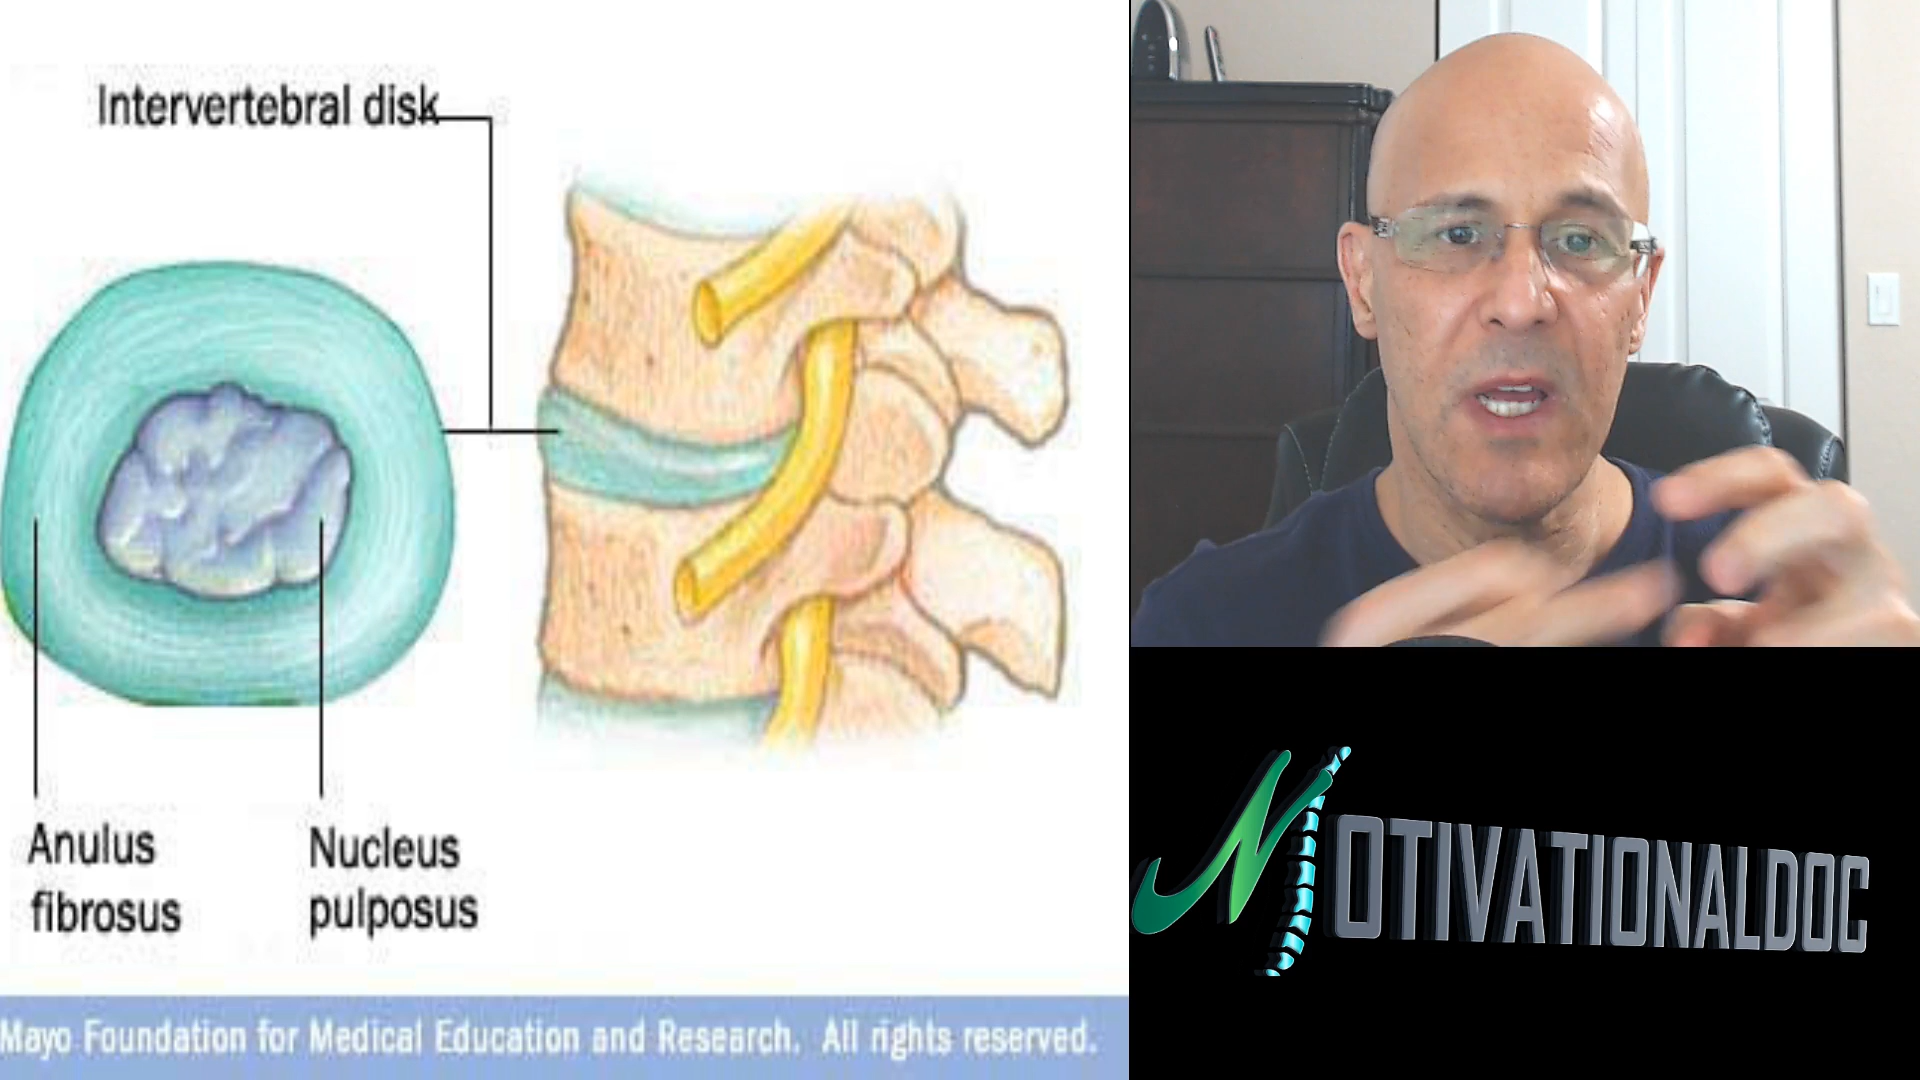 Intervertebral disk
Anulus
fibrosus
Nucleus
pulposus
Mayo Foundation for Medical Education and Research. All rights reserved.
MOTIVATIONALDOC